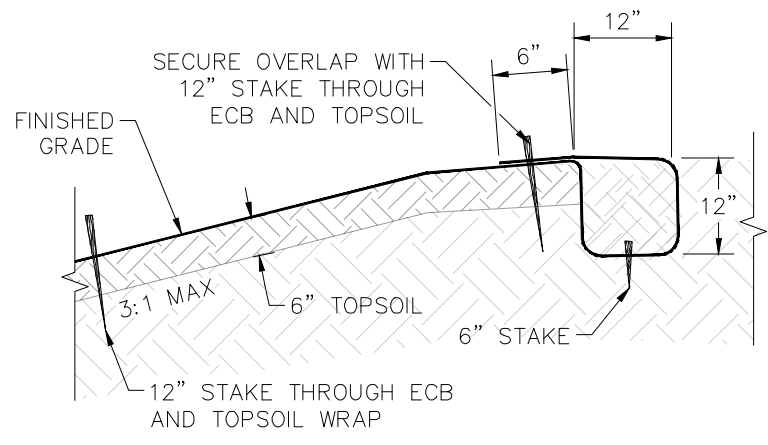 12”
6”
SECURE OVERLAP WITH
12” STAKE THROUGH
ECB AND TOPSOIL
FINISHED
GRADE
12”
3:1 MAX
6” TOPSOIL
6” STAKE
12” STAKE THROUGH ECB
AND TOPSOIL WRAP